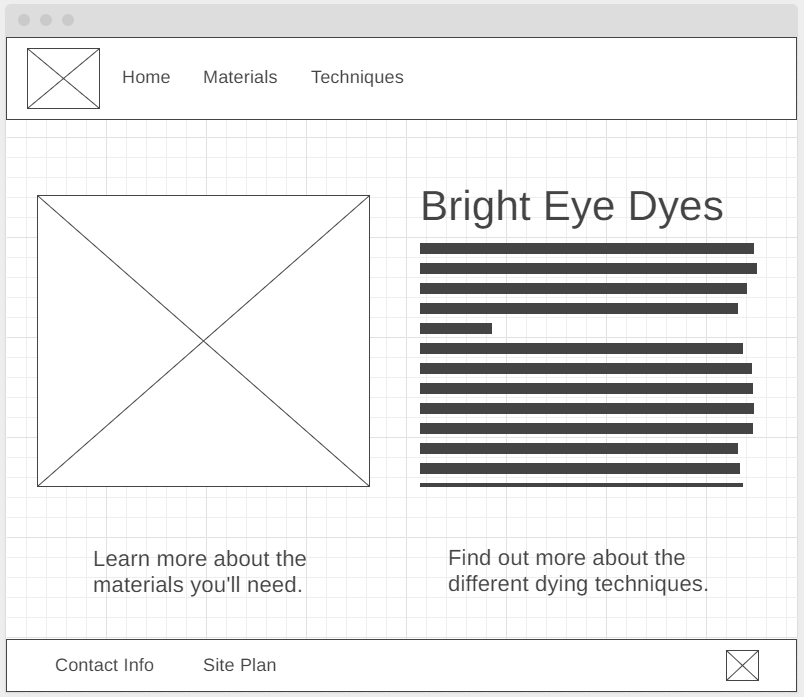 Home Materials Techniques
Bright Eye Dyes
Learn more about the
materials you'll need.
Find out more about the
different dying techniques.
Contact Info Site Plan